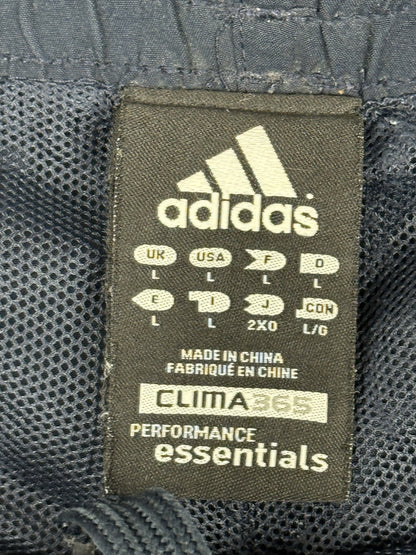 adidas
UK USA F D
L L L L
E I J CDN
L L 2XO L/G
MADE IN CHINA
FABRIQUÉ EN CHINE
CLIMA365
PERFORMANCE
essentials